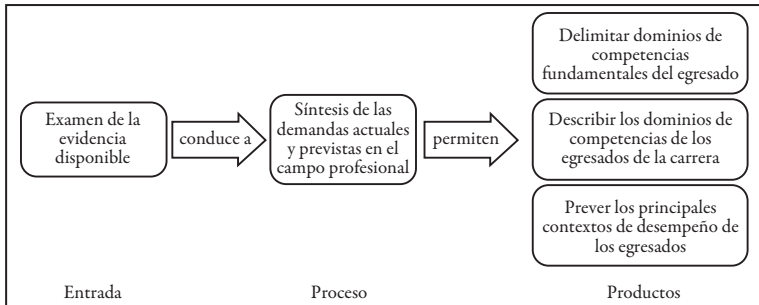 Examen de la
evidencia
disponible
conduce a
Síntesis de las
demandas actuales
y previstas en el
campo profesional
permiten
Delimitar dominios de
competencias
fundamentales del egresado
Describir los dominios de
competencias de los
egresados de la carrera
Prever los principales
contextos de desempeño de
los egresados
Entrada
Proceso
Productos